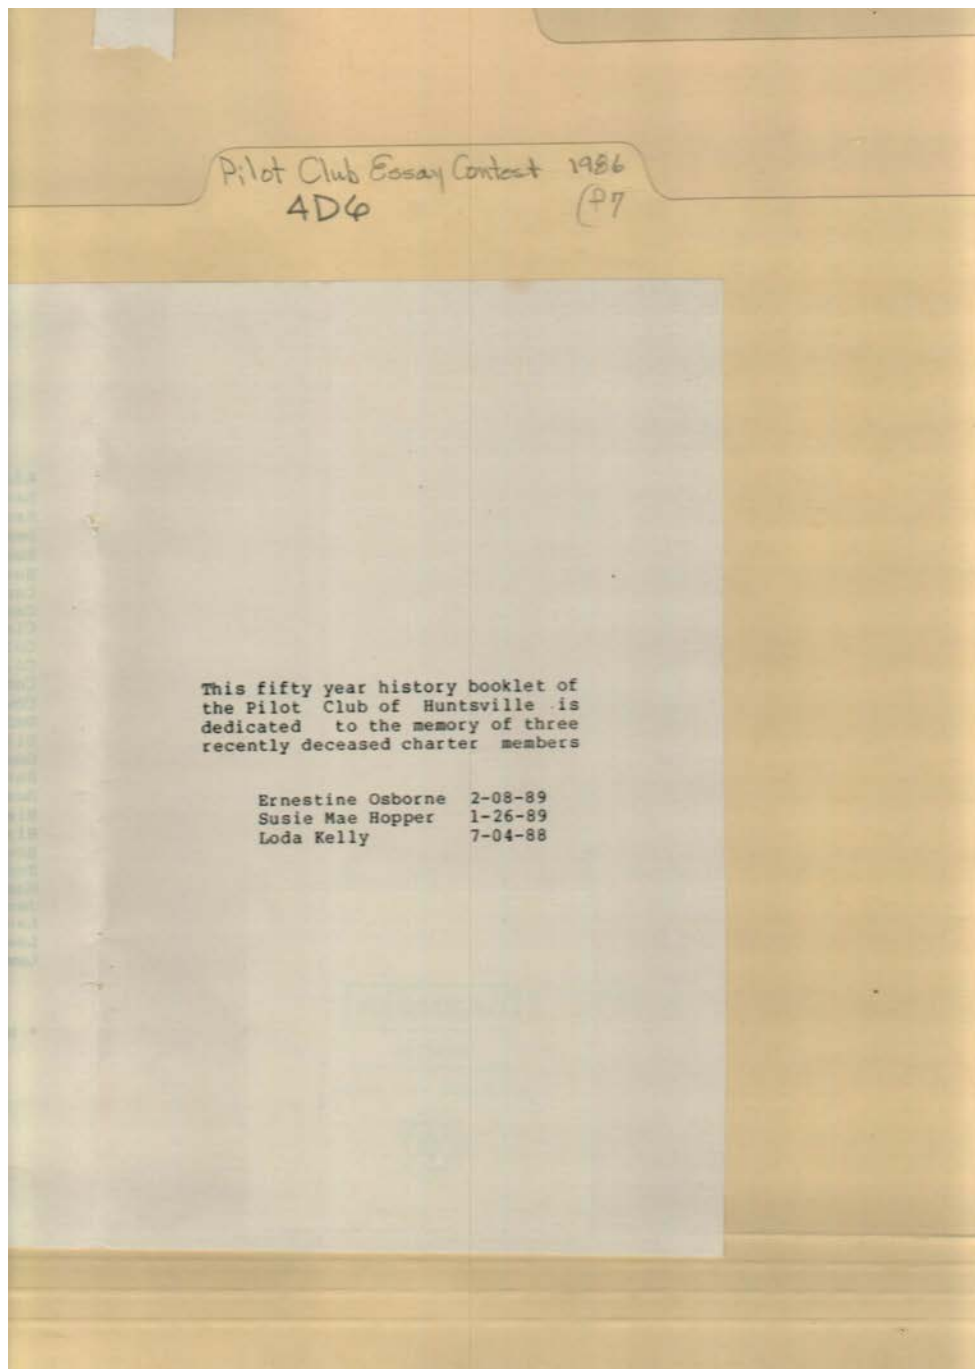 Pilot Club Essay Contest 1986
4D6
This fifty year history booklet of
the Pilot Club of Huntsville is
dedicated to the memory of three
recently deceased charter members
Ernestine Osborne 2-08-89
Susie Mae Hopper 1-26-89
Loda Kelly 7-04-88